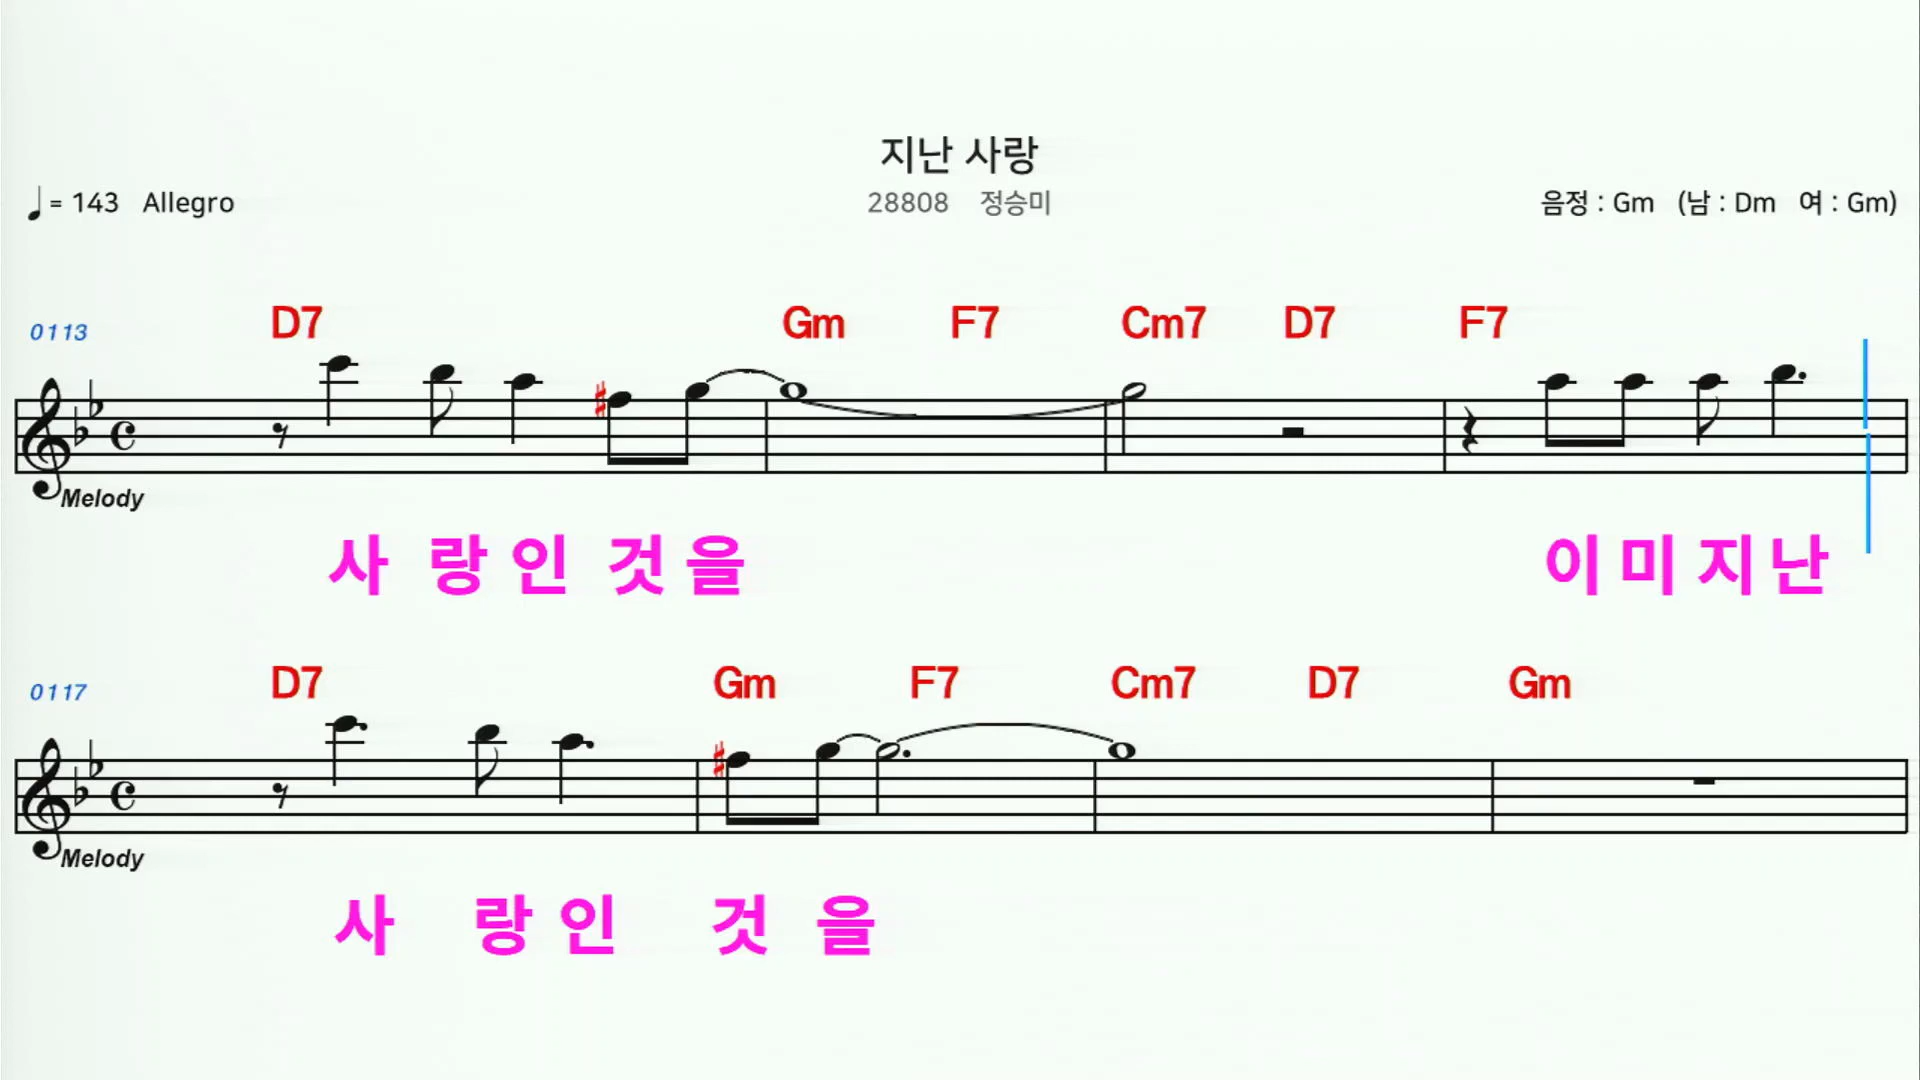 지난 사랑
♩= 143 Allegro 28808 정승미 음정 : Gm (남 : Dm 여 : Gm)
0113 D7 Gm F7 Cm7 D7 F7
Melody
사 랑 인 것 을 이 미 지 난
0117 D7 Gm F7 Cm7 D7 Gm
Melody
사 랑 인 것 을